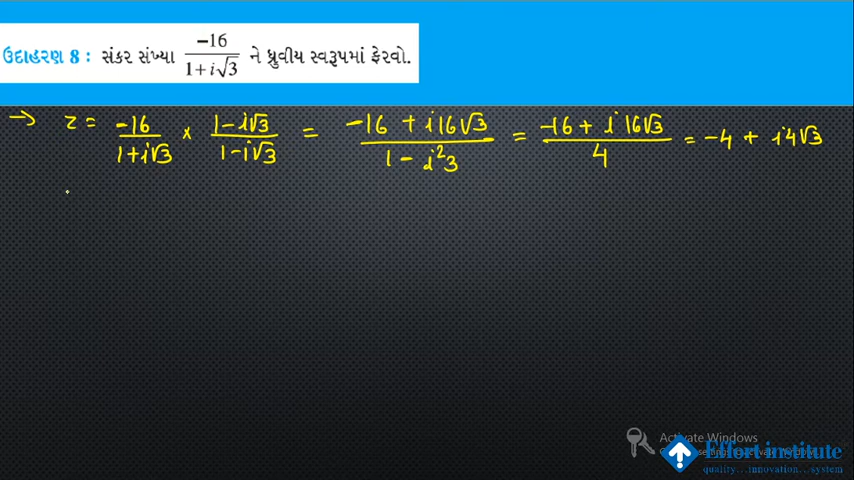 ઉદાહરણ 8 : સંકર સંખ્યા -16/(1+i√3) ને ધ્રુવીય સ્વરૂપમાં ફેરવો.
→ z = -16/(1+i√3) × (1-i√3)/(1-i√3) = (-16+i16√3)/(1-i²3) = (-16+i16√3)/4 = -4 + i4√3
Activate Windows
Effort institute
quality...innovation...system